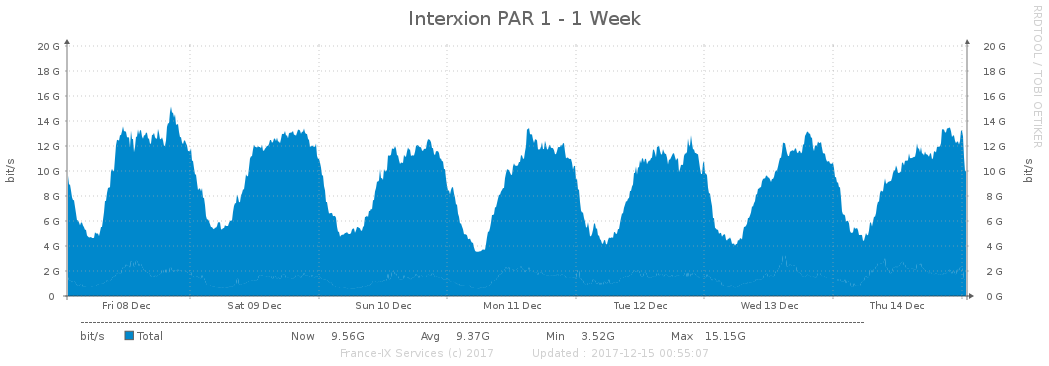 Interxion PAR 1 - 1 Week
RRDTOOL / TOBI OETIKER
20 G 20 G
18 G 18 G
16 G 16 G
14 G 14 G
12 G 12 G
10 G 10 G
8 G 8 G
6 G 6 G
4 G 4 G
2 G 2 G
0 0 G
bit/s
bit/s
Fri 08 Dec Sat 09 Dec Sun 10 Dec Mon 11 Dec Tue 12 Dec Wed 13 Dec Thu 14 Dec
bit/s Total Now 9.56G Avg 9.37G Min 3.52G Max 15.15G
France-IX Services (c) 2017 Updated : 2017-12-15 00:55:07